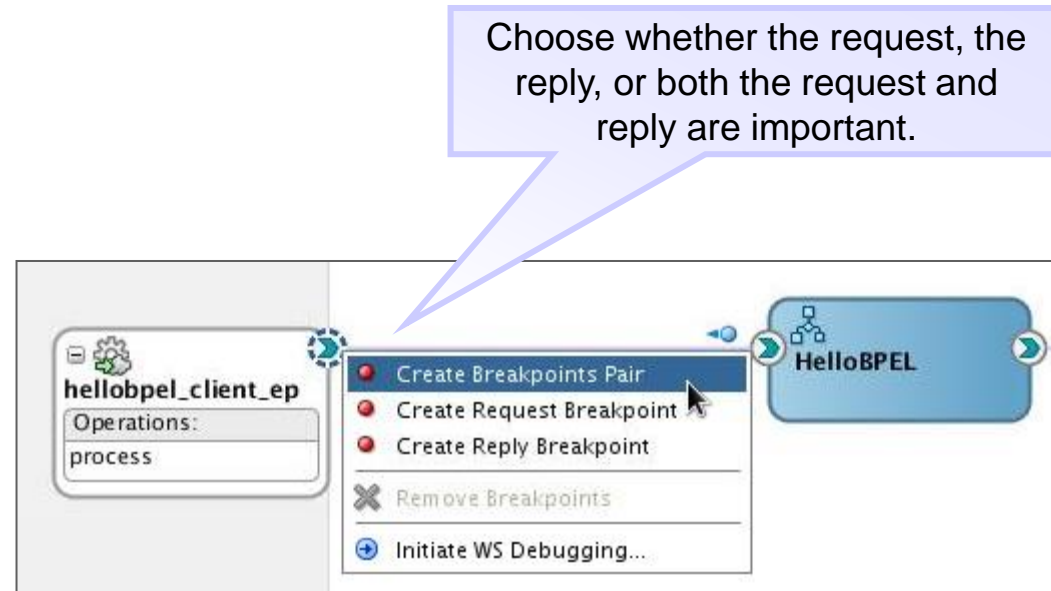 Choose whether the request, the
reply, or both the request and
reply are important.
hellobpel_client_ep
Operations:
process
Create Breakpoints Pair
Create Request Breakpoint
Create Reply Breakpoint
Remove Breakpoints
Initiate WS Debugging...
HelloBPEL